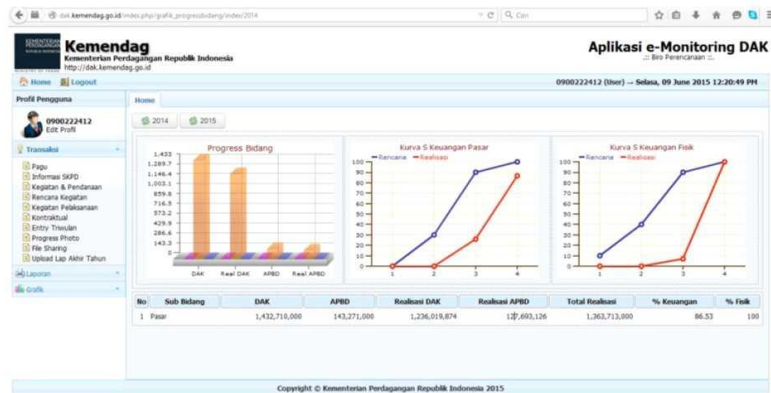 dak.kemendag.go.id/index.php/grafik_progressbidang/index/2014
Cari
Kemendag
Kementerian Perdagangan Republik Indonesia
http://dak.kemendag.go.id
Aplikasi e-Monitoring DAK
.:: Biro Perencanaan ::.
Home Logout
0900222412 (User) -- Selasa, 09 June 2015 12:20:49 PM
Profil Pengguna
0900222412
Edit Profil
Transaksi
Pagu
Informasi SKPD
Kegiatan & Pendanaan
Rencana Kegiatan
Kegiatan Pelaksanaan
Kontraktual
Entry Triwulan
Progress Photo
File Sharing
Upload Lap Akhir Tahun
Laporan
Grafik
Home
2014 2015
Progress Bidang
1,433
1,289.7
1,146.4
1,003.1
859.8
716.5
573.2
429.9
286.6
143.3
0
DAK Real DAK APBD Real APBD
Kurva S Keuangan Pasar
Rencana Realisasi
100
90
80
70
60
50
40
30
20
10
0
1 2 3 4
Kurva S Keuangan Fisik
Rencana Realisasi
100
90
80
70
60
50
40
30
20
10
0
1 2 3 4
No Sub Bidang DAK APBD Realisasi DAK Realisasi APBD Total Realisasi % Keuangan % Fisik
1 Pasar 1,432,710,000 143,271,000 1,236,019,874 127,693,126 1,363,713,000 86.53 100
Copyright © Kementerian Perdagangan Republik Indonesia 2015